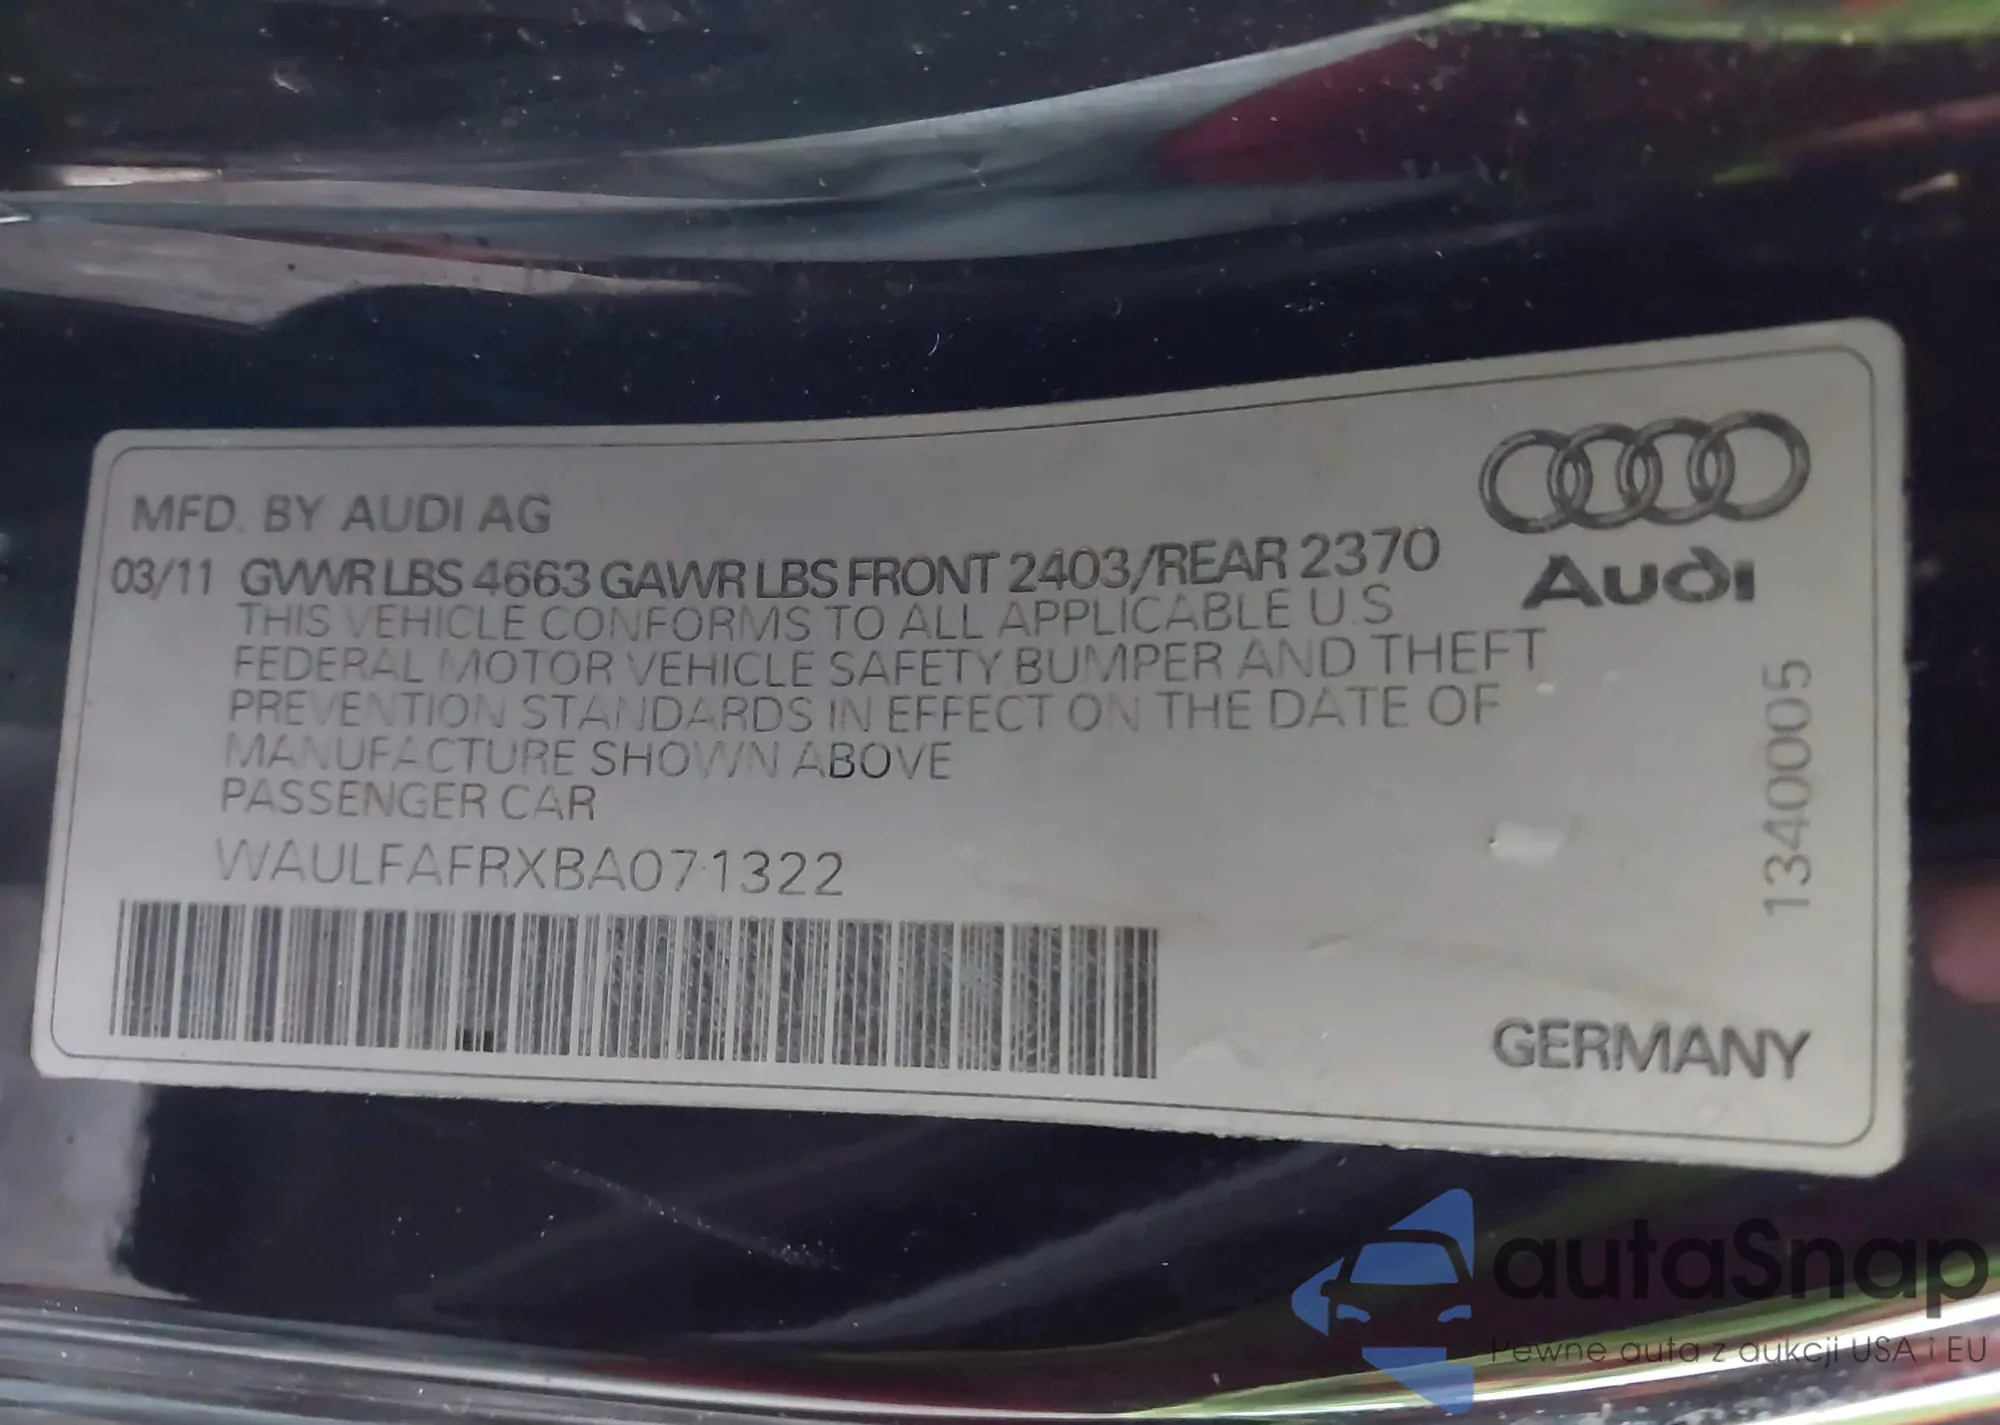 MFD. BY AUDI AG
03/11 GVWR LBS 4663 GAWR LBS FRONT 2403/REAR 2370
THIS VEHICLE CONFORMS TO ALL APPLICABLE U.S
FEDERAL MOTOR VEHICLE SAFETY BUMPER AND THEFT
PREVENTION STANDARDS IN EFFECT ON THE DATE OF
MANUFACTURE SHOWN ABOVE
PASSENGER CAR
WAULFAFRXBA071322
Audi
1340005
GERMANY
autaSnap
Pewne auta z aukcji USA i EU